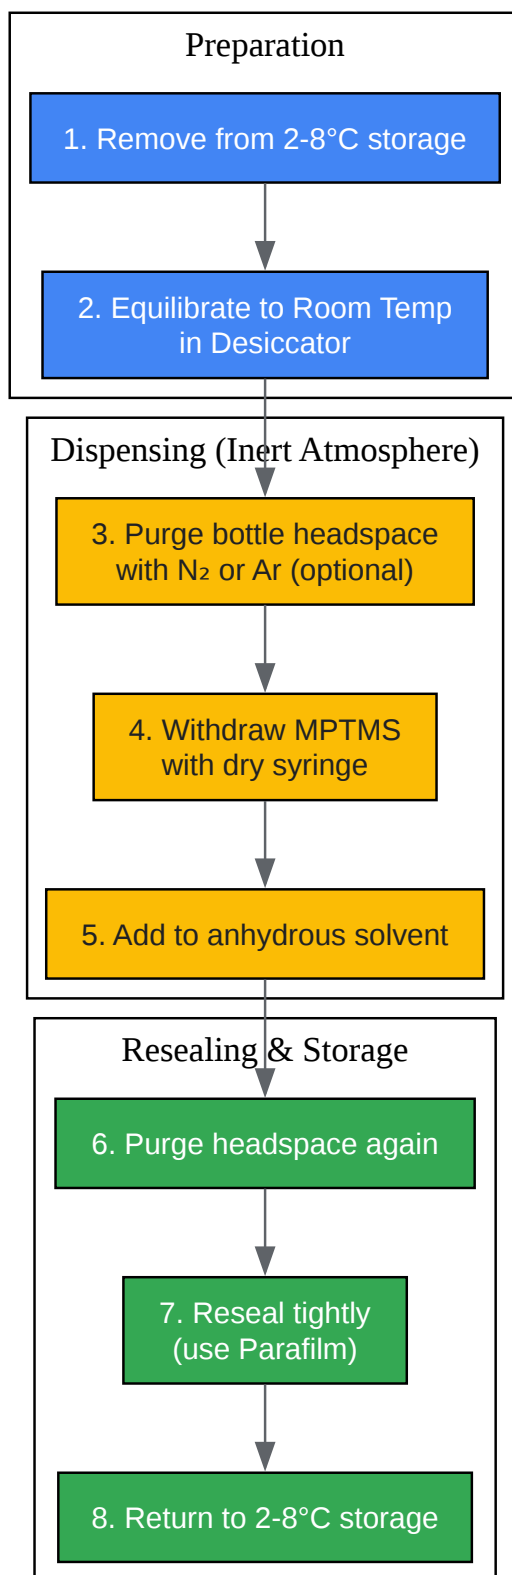 Preparation
1. Remove from 2-8°C storage
2. Equilibrate to Room Temp
in Desiccator
Dispensing (Inert Atmosphere)
3. Purge bottle headspace
with N₂ or Ar (optional)
4. Withdraw MPTMS
with dry syringe
5. Add to anhydrous solvent
Resealing & Storage
6. Purge headspace again
7. Reseal tightly
(use Parafilm)
8. Return to 2-8°C storage